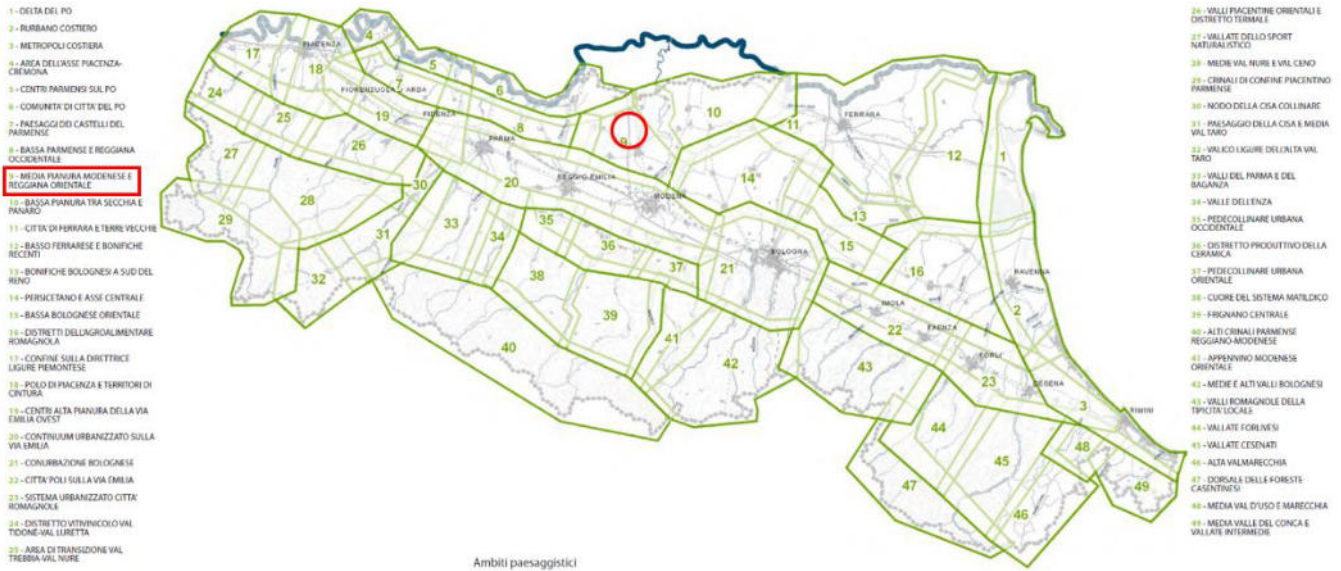 1 - DELTA DEL PO
2 - RURBANO COSTIERO
3 - METROPOLI COSTIERA
4 - AREA DELL'ASSE PIACENZA-
CREMONA
5 - CENTRI PARMENSI SUL PO
6 - COMUNITA' DI CITTA' DEL PO
7 - PAESAGGI DEI CASTELLI DEL
PARMENSE
8 - BASSA PARMENSE E REGGIANA
OCCIDENTALE
9 - MEDIA PIANURA MODENESE E
REGGIANA ORIENTALE
10 - BASSA PIANURA TRA SECCHIA E
PANARO
11 - CITTA' DI FERRARA E TERRE VECCHIE
12 - BASSO FERRARESE E BONIFICHE
RECENTI
13 - BONIFICHE BOLOGNESI A SUD DEL
RENO
14 - PERSICETANO E ASSE CENTRALE
15 - BASSA BOLOGNESE ORIENTALE
16 - DISTRETTI DELL'AGROALIMENTARE
ROMAGNOLA
17 - CONFINE SULLA DIRETTRICE
LIGURE PIEMONTESE
18 - POLO DI PIACENZA E TERRITORI DI
CINTURA
19 - CENTRI ALTA PIANURA DELLA VIA
EMILIA OVEST
20 - CONTINUUM URBANIZZATO SULLA
VIA EMILIA
21 - CONURBAZIONE BOLOGNESE
22 - CITTA' POLI SULLA VIA EMILIA
23 - SISTEMA URBANIZZATO CITTA'
ROMAGNOLE
24 - DISTRETTO VITIVINICOLO VAL
TIDONE-VAL LURETTA
25 - AREA DI TRANSIZIONE VAL
TREBBIA-VAL NURE
17
PIACENZA
4
18
5
7
FIORENZUOLA D'ARDA
6
24
25
19
FIDENZA
8
PARMA
9
10
11
FERRARA
12
1
27
26
20
REGGIO EMILIA
MODENA
14
13
30
28
29
31
33
34
35
36
37
21
BOLOGNA
15
16
RAVENNA
32
38
39
41
42
40
IMOLA
22
FAENZA
2
43
FORLI'
23
CESENA
3
RIMINI
44
45
48
49
47
46
Ambiti paesaggistici
26 - VALLI PIACENTINE ORIENTALI E
DISTRETTO TERMALE
27 - VALLATE DELLO SPORT
NATURALISTICO
28 - MEDIE VAL NURE E VAL CENO
29 - CRINALI DI CONFINE PIACENTINO
PARMENSE
30 - NODO DELLA CISA COLLINARE
31 - PAESAGGIO DELLA CISA E MEDIA
VAL TARO
32 - VALICO LIGURE DELL'ALTA VAL
TARO
33 - VALLI DEL PARMA E DEL
BAGANZA
34 - VALLE DELL'ENZA
35 - PEDECOLLINARE URBANA
OCCIDENTALE
36 - DISTRETTO PRODUTTIVO DELLA
CERAMICA
37 - PEDECOLLINARE URBANA
ORIENTALE
38 - CUORE DEL SISTEMA MATILDICO
39 - FRIGNANO CENTRALE
40 - ALTI CRINALI PARMENSE
REGGIANO-MODENESE
41 - APPENNINO MODENESE
ORIENTALE
42 - MEDIE E ALTI VALLI BOLOGNESI
43 - VALLI ROMAGNOLE DELLA
TIPICITA' LOCALE
44 - VALLATE FORLIVESI
45 - VALLATE CESENATI
46 - ALTA VALMARECCHIA
47 - DORSALE DELLE FORESTE
CASENTINESI
48 - MEDIA VAL D'USO E MARECCHIA
49 - MEDIA VALLE DEL CONCA E
VALLATE INTERMEDIE